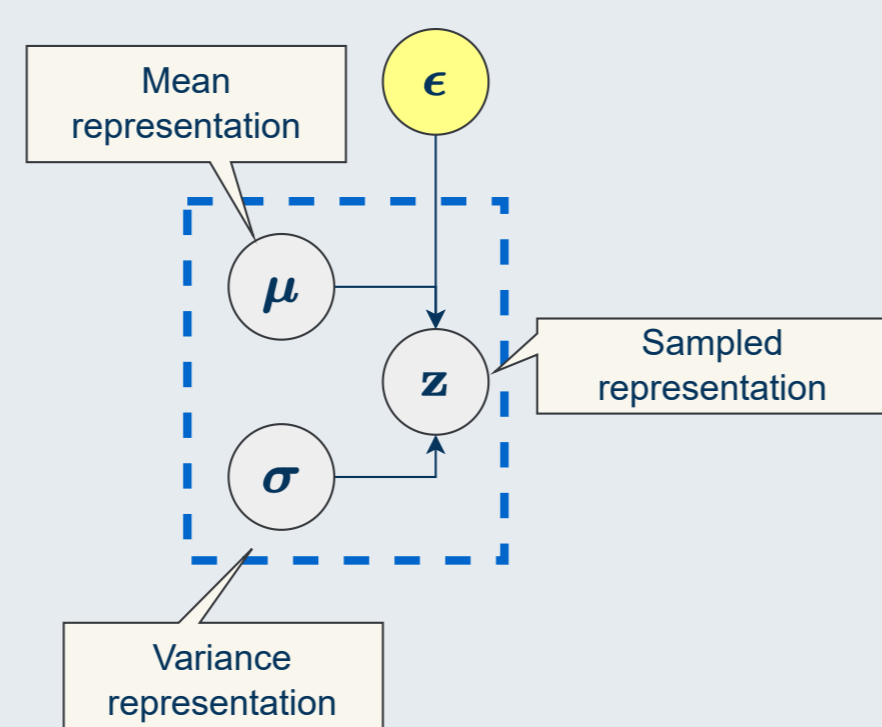 Mean
representation
ϵ
μ
Sampled
representation
z
σ
Variance
representation